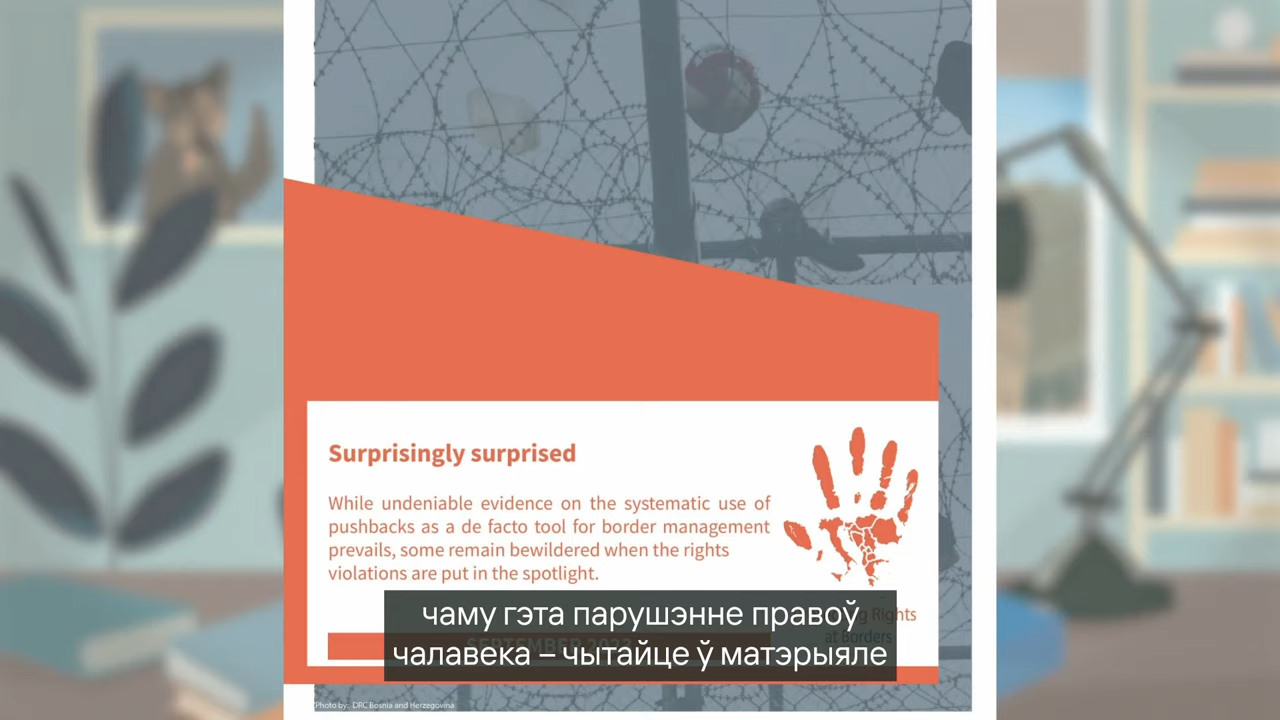 Surprisingly surprised
While undeniable evidence on the systematic use of
pushbacks as a de facto tool for border management
prevails, some remain bewildered when the rights
violations are put in the spotlight.
Rights
at Borders
SEPTEMBER 2023
чаму гэта парушэнне правоў
чалавека – чытайце ў матэрыяле
Photo by: DRC Bosnia and Herzegovina